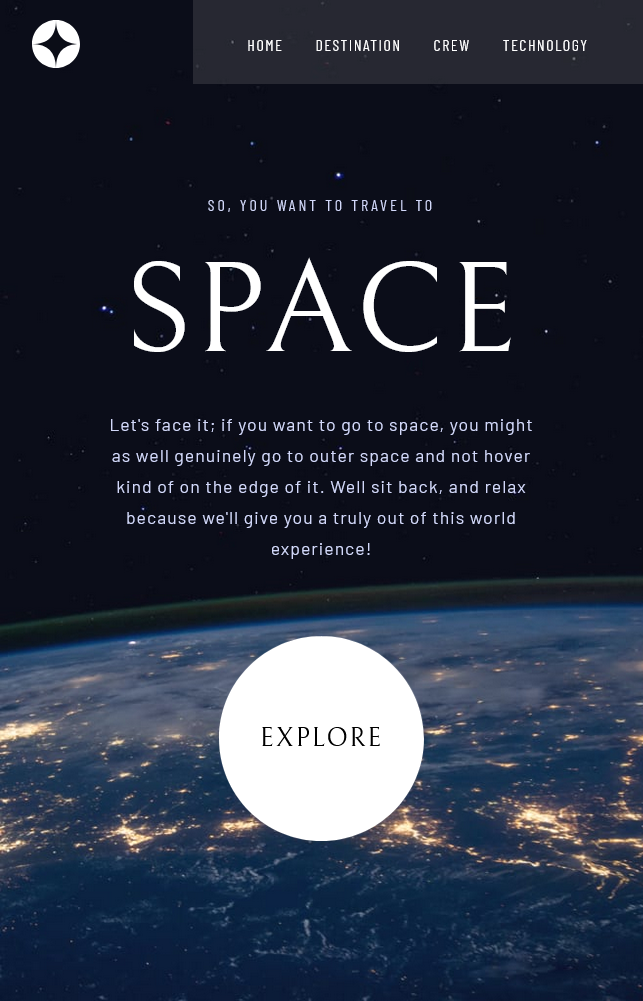 HOME DESTINATION CREW TECHNOLOGY
SO, YOU WANT TO TRAVEL TO
SPACE
Let's face it; if you want to go to space, you might
as well genuinely go to outer space and not hover
kind of on the edge of it. Well sit back, and relax
because we'll give you a truly out of this world
experience!
EXPLORE